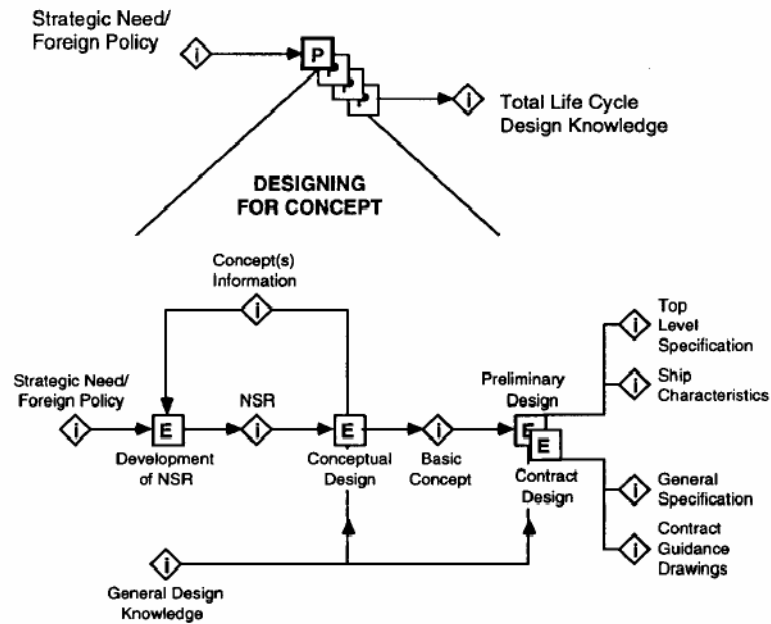 Strategic Need/
Foreign Policy
i
P
P
P
P
i
Total Life Cycle
Design Knowledge
DESIGNING
FOR CONCEPT
Concept(s)
Information
i
Strategic Need/
Foreign Policy
i
E
Development
of NSR
NSR
i
E
Conceptual
Design
i
Basic
Concept
Preliminary
Design
E
E
Contract
Design
i
Top
Level
Specification
i
Ship
Characteristics
i
General
Specification
i
Contract
Guidance
Drawings
i
General Design
Knowledge